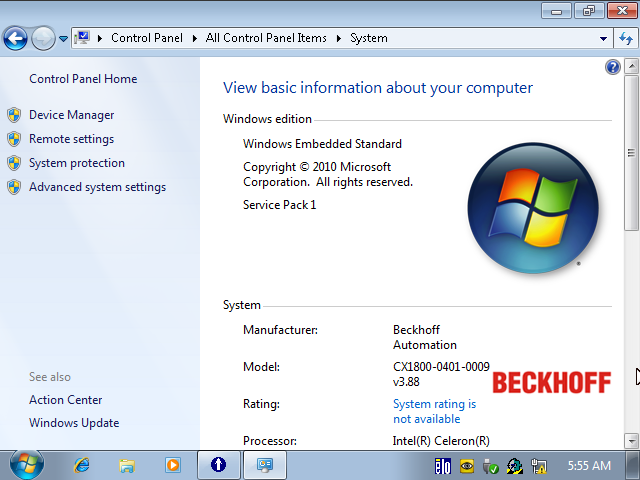 Control Panel
All Control Panel Items
System
Control Panel Home
Device Manager
Remote settings
System protection
Advanced system settings
See also
Action Center
Windows Update
View basic information about your computer
Windows edition
Windows Embedded Standard
Copyright © 2010 Microsoft
Corporation.  All rights reserved.
Service Pack 1
System
Manufacturer:
Beckhoff
Automation
Model:
CX1800-0401-0009
v3.88
BECKHOFF
Rating:
System rating is
not available
Processor:
Intel(R) Celeron(R)
elo
5:55 AM